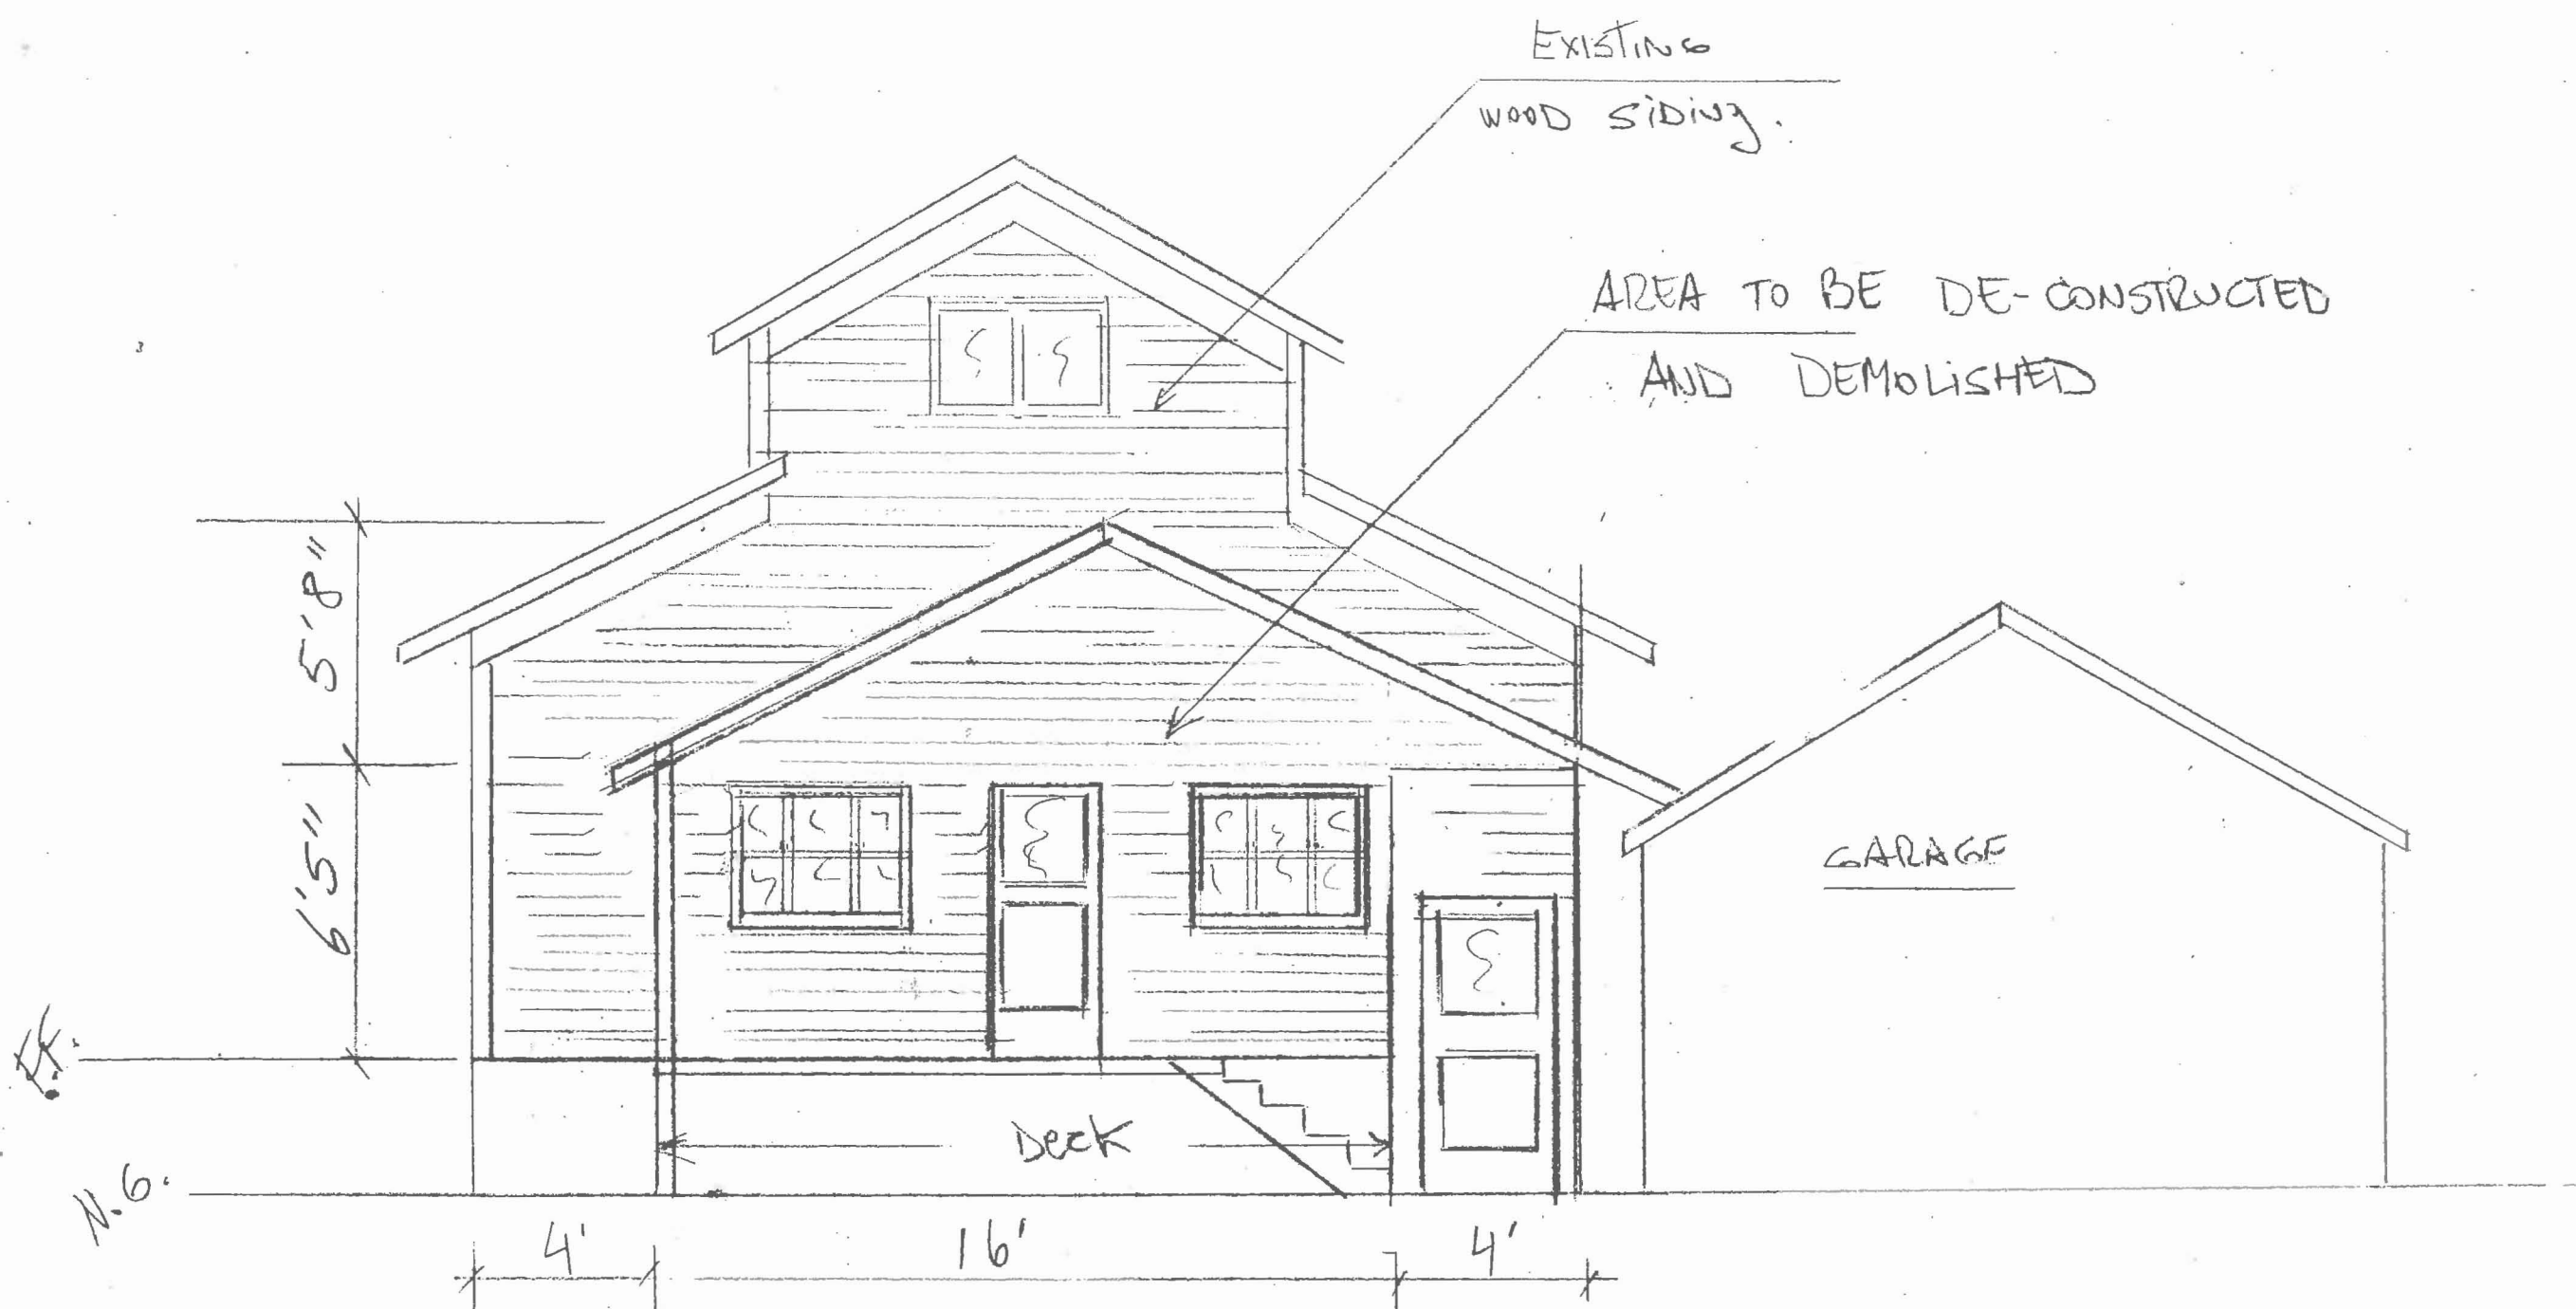 EXISTING
WOOD SIDING.
AREA TO BE DE-CONSTRUCTED
AND DEMOLISHED
5'8"
6'5"
GARAGE
F.F.
Deck
N.G.
4'
16'
4'